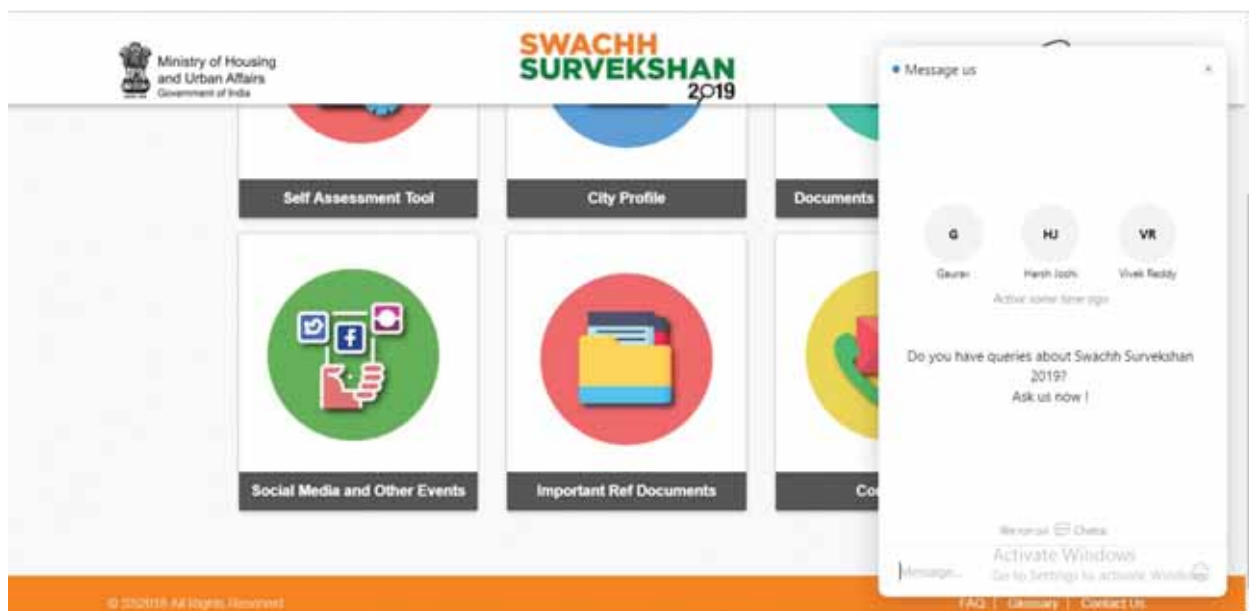 Ministry of Housing
and Urban Affairs
Government of India
SWACHH
SURVEKSHAN
2019
Self Assessment Tool
City Profile
Documents
Social Media and Other Events
Important Ref Documents
Co
Message us
×
G
HJ
VR
Gaurav
Harsh Joshi
Vivek Reddy
Active some time ago
Do you have queries about Swachh Survekshan
2019?
Ask us now !
We run on
Activate Windows
Message...
Go to Settings to activate Windows
© SS2018 All Rights Reserved
FAQ | Glossary | Contact Us